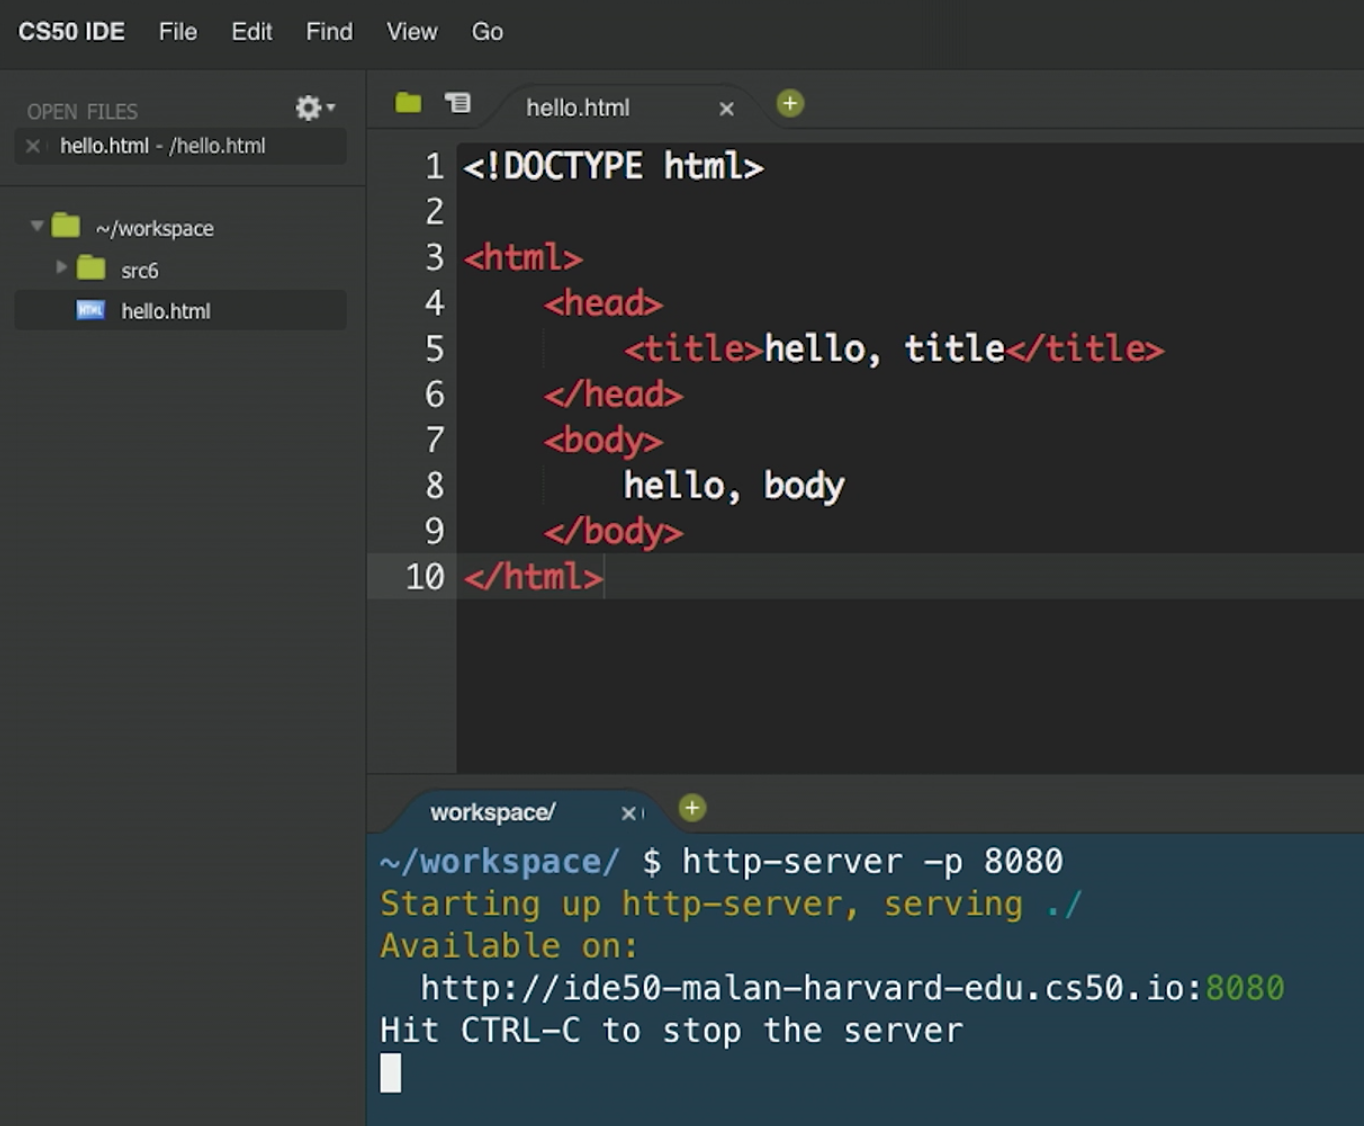 CS50 IDE File Edit Find View Go
OPEN FILES
hello.html - /hello.html
~/workspace
src6
HTML hello.html
hello.html
1 <!DOCTYPE html>
2
3 <html>
4     <head>
5         <title>hello, title</title>
6     </head>
7     <body>
8         hello, body
9     </body>
10 </html>
workspace/
~/workspace/ $ http-server -p 8080
Starting up http-server, serving ./
Available on:
  http://ide50-malan-harvard-edu.cs50.io:8080
Hit CTRL-C to stop the server